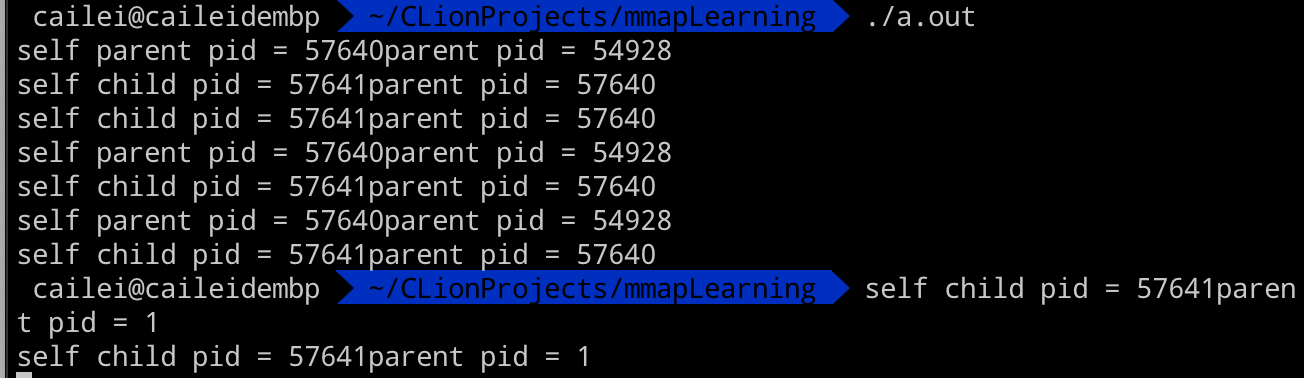 cailei@caileidembp ~/CLionProjects/mmapLearning ./a.out
self parent pid = 57640parent pid = 54928
self child pid = 57641parent pid = 57640
self child pid = 57641parent pid = 57640
self parent pid = 57640parent pid = 54928
self child pid = 57641parent pid = 57640
self parent pid = 57640parent pid = 54928
self child pid = 57641parent pid = 57640
cailei@caileidembp ~/CLionProjects/mmapLearning self child pid = 57641paren
t pid = 1
self child pid = 57641parent pid = 1